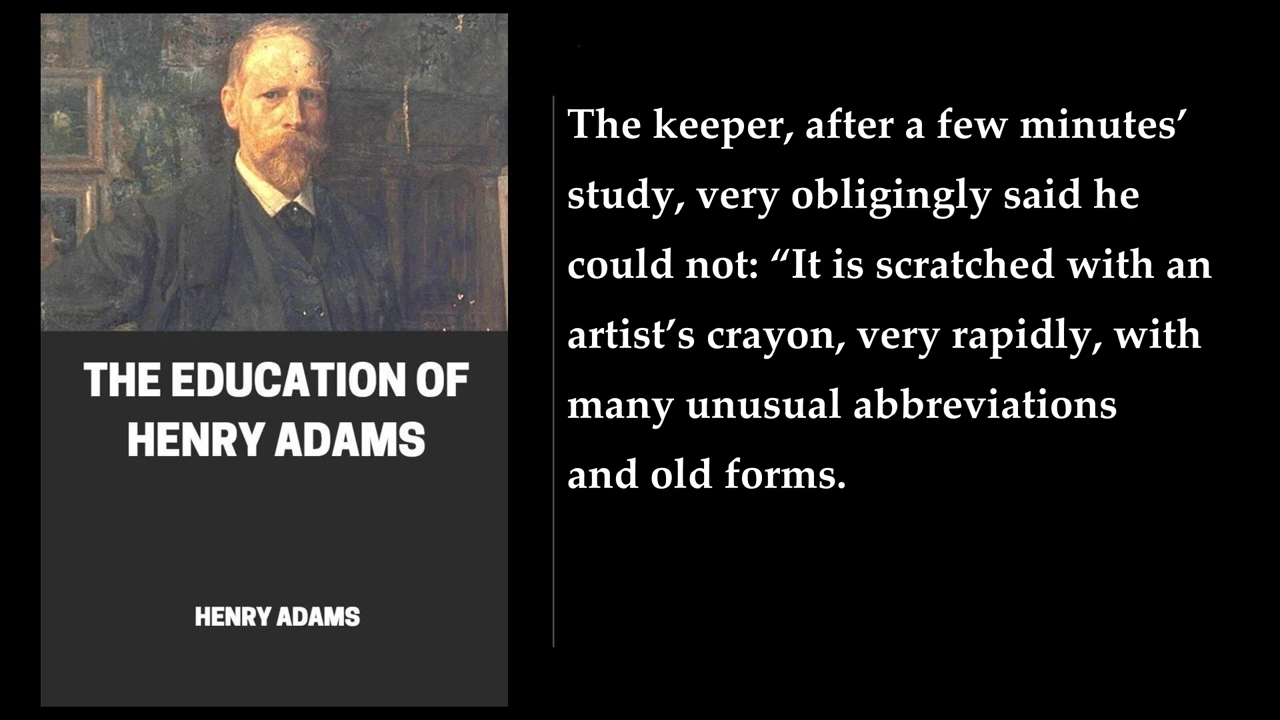 THE EDUCATION OF
HENRY ADAMS
HENRY ADAMS
The keeper, after a few minutes’
study, very obligingly said he
could not: “It is scratched with an
artist’s crayon, very rapidly, with
many unusual abbreviations
and old forms.